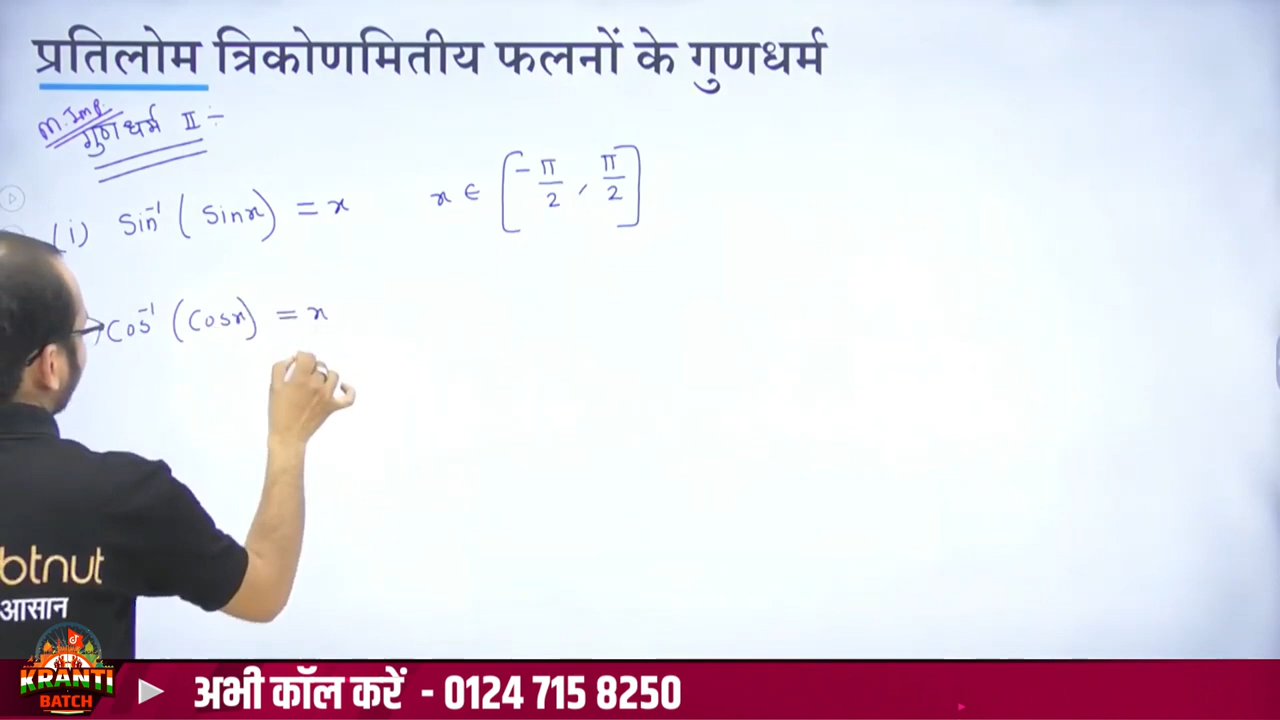 प्रतिलोम त्रिकोणमितीय फलनों के गुणधर्म
M. Imp.
गुणधर्म II :-
(i) Sin⁻¹ (Sinx) = x x ∈ [-π/2, π/2]
Cos⁻¹ (Cosx) = x
btnut
आसान
KRANTI
BATCH
अभी कॉल करें - 0124 715 8250